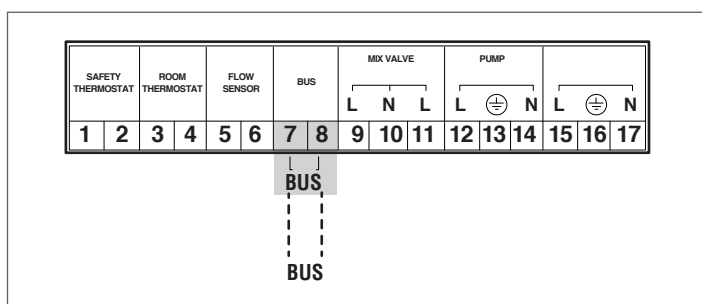 SAFETY THERMOSTAT ROOM THERMOSTAT FLOW SENSOR BUS MIX VALVE PUMP
L N L L ⏚ N L ⏚ N
1 2 3 4 5 6 7 8 9 10 11 12 13 14 15 16 17
BUS
BUS